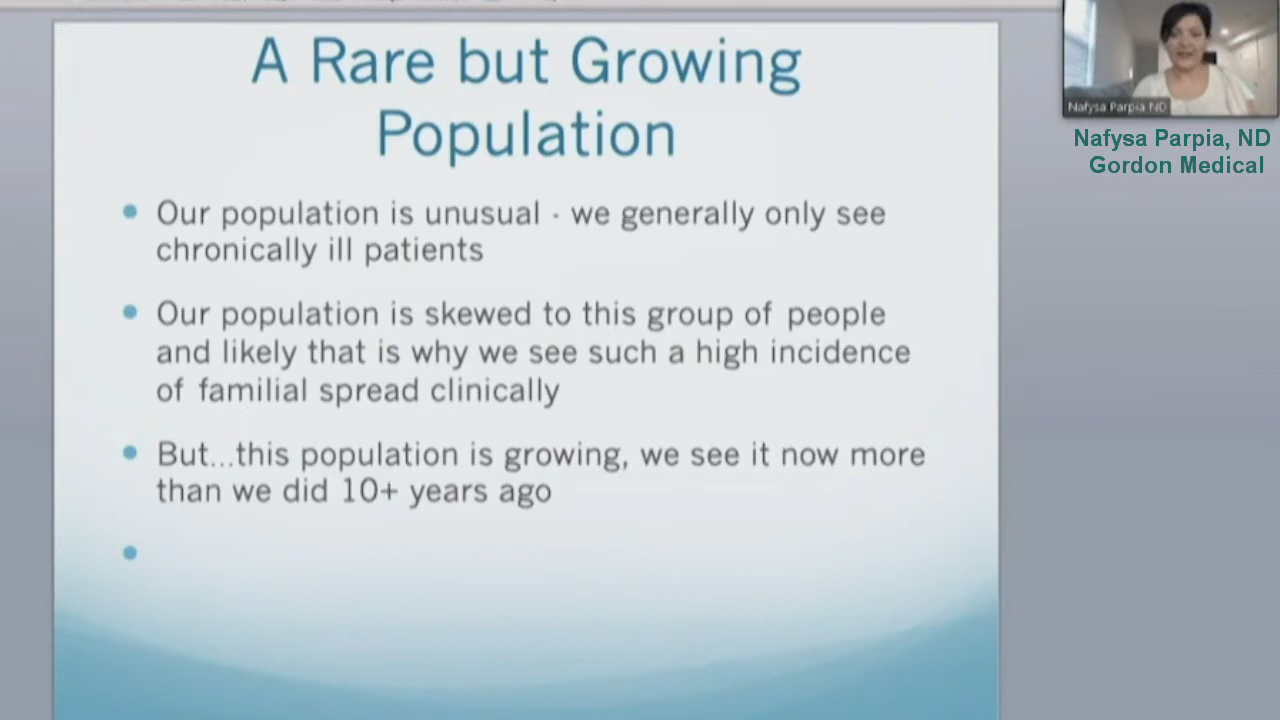 A Rare but Growing
Population
Our population is unusual - we generally only see
chronically ill patients
Our population is skewed to this group of people
and likely that is why we see such a high incidence
of familial spread clinically
But...this population is growing, we see it now more
than we did 10+ years ago
Nafysa Parpia ND
Nafysa Parpia, ND
Gordon Medical